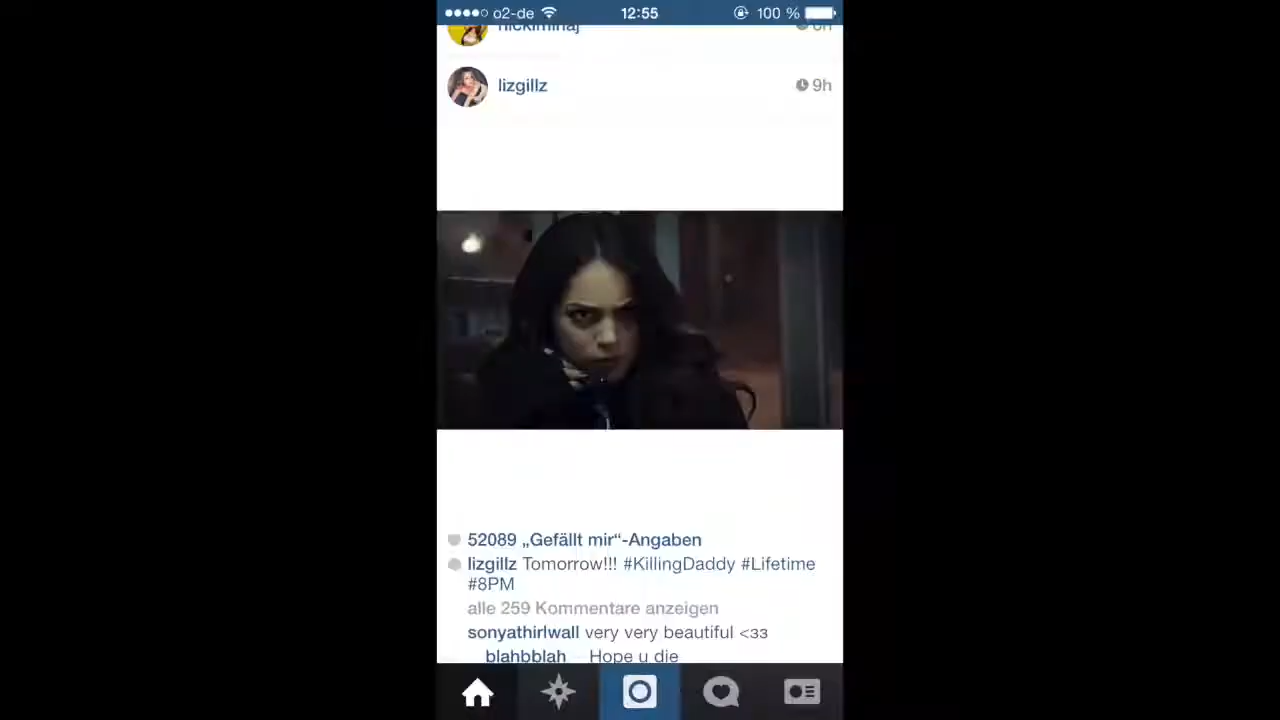 o2-de 12:55 100 %
nickiminaj 6h
lizgillz 9h
52089 „Gefällt mir“-Angaben
lizgillz Tomorrow!!! #KillingDaddy #Lifetime
#8PM
alle 259 Kommentare anzeigen
sonyathirlwall very very beautiful <33
blahbblah Hope u die